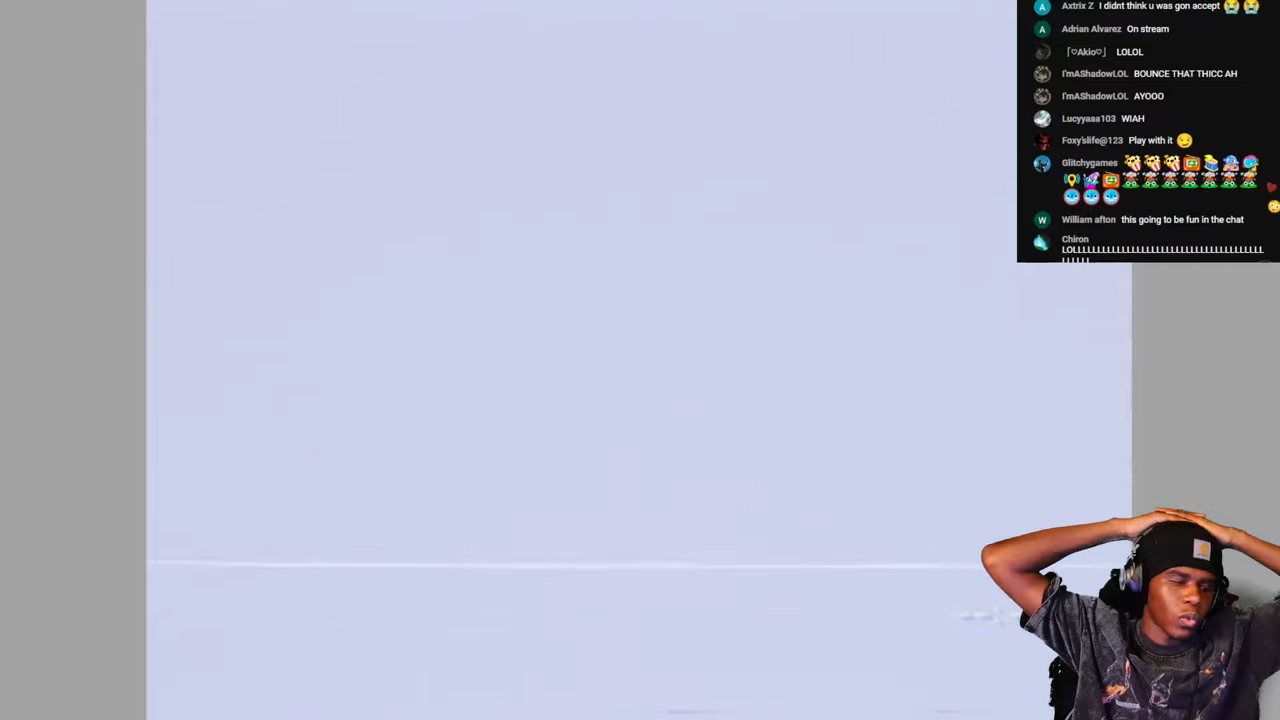 Axtrix Z I didnt think u was gon accept 😭 😭
A Adrian Alvarez On stream
「♡Akio♡」 LOLOL
I'mAShadowLOL BOUNCE THAT THICC AH
I'mAShadowLOL AYOOO
Lucyyaaa103 WIAH
Foxy'slife@123 Play with it 😏
Glitchygames
W William afton this going to be fun in the chat
Chiron